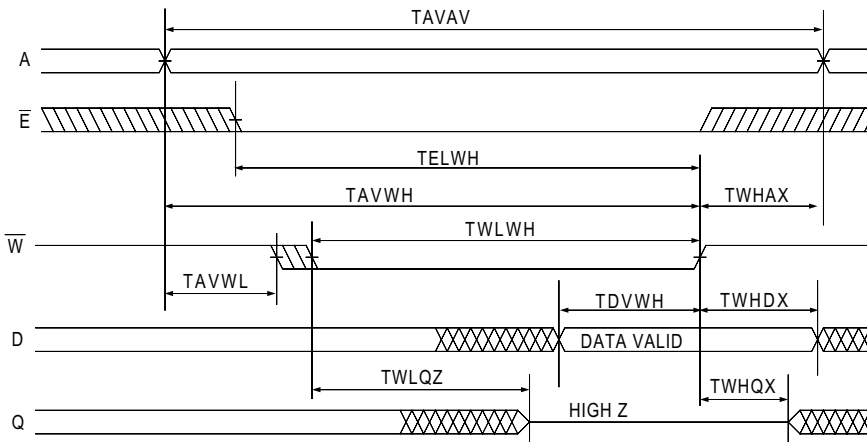 TAVAV
A
E
TELWH
TAVWH TWHAX
TWLWH
W
TAVWL
TDVWH TWHDX
D DATA VALID
TWLQZ TWHQX
Q HIGH Z